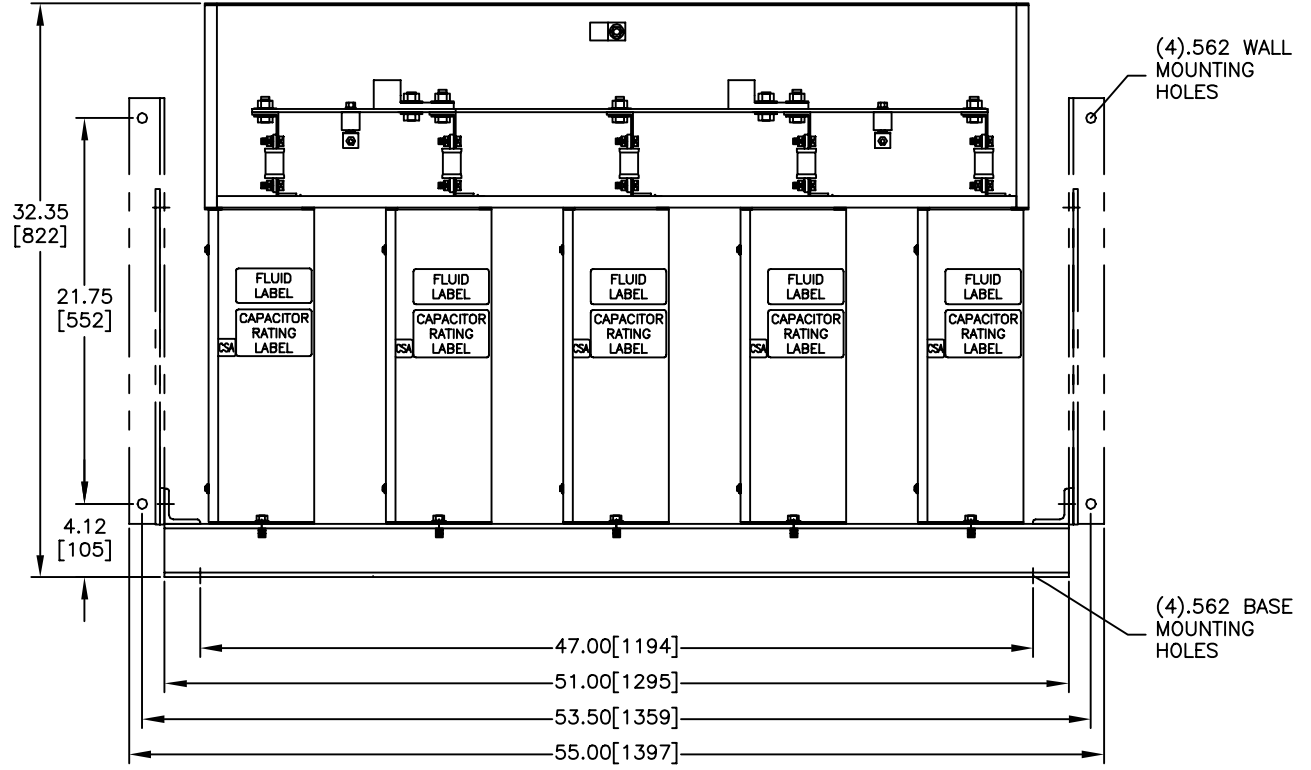 (4).562 WALL
MOUNTING
HOLES
32.35
[822]
21.75
[552]
4.12
[105]
FLUID
LABEL
CAPACITOR
RATING
LABEL
CSA
FLUID
LABEL
CAPACITOR
RATING
LABEL
CSA
FLUID
LABEL
CAPACITOR
RATING
LABEL
CSA
FLUID
LABEL
CAPACITOR
RATING
LABEL
CSA
FLUID
LABEL
CAPACITOR
RATING
LABEL
CSA
(4).562 BASE
MOUNTING
HOLES
47.00[1194]
51.00[1295]
53.50[1359]
55.00[1397]